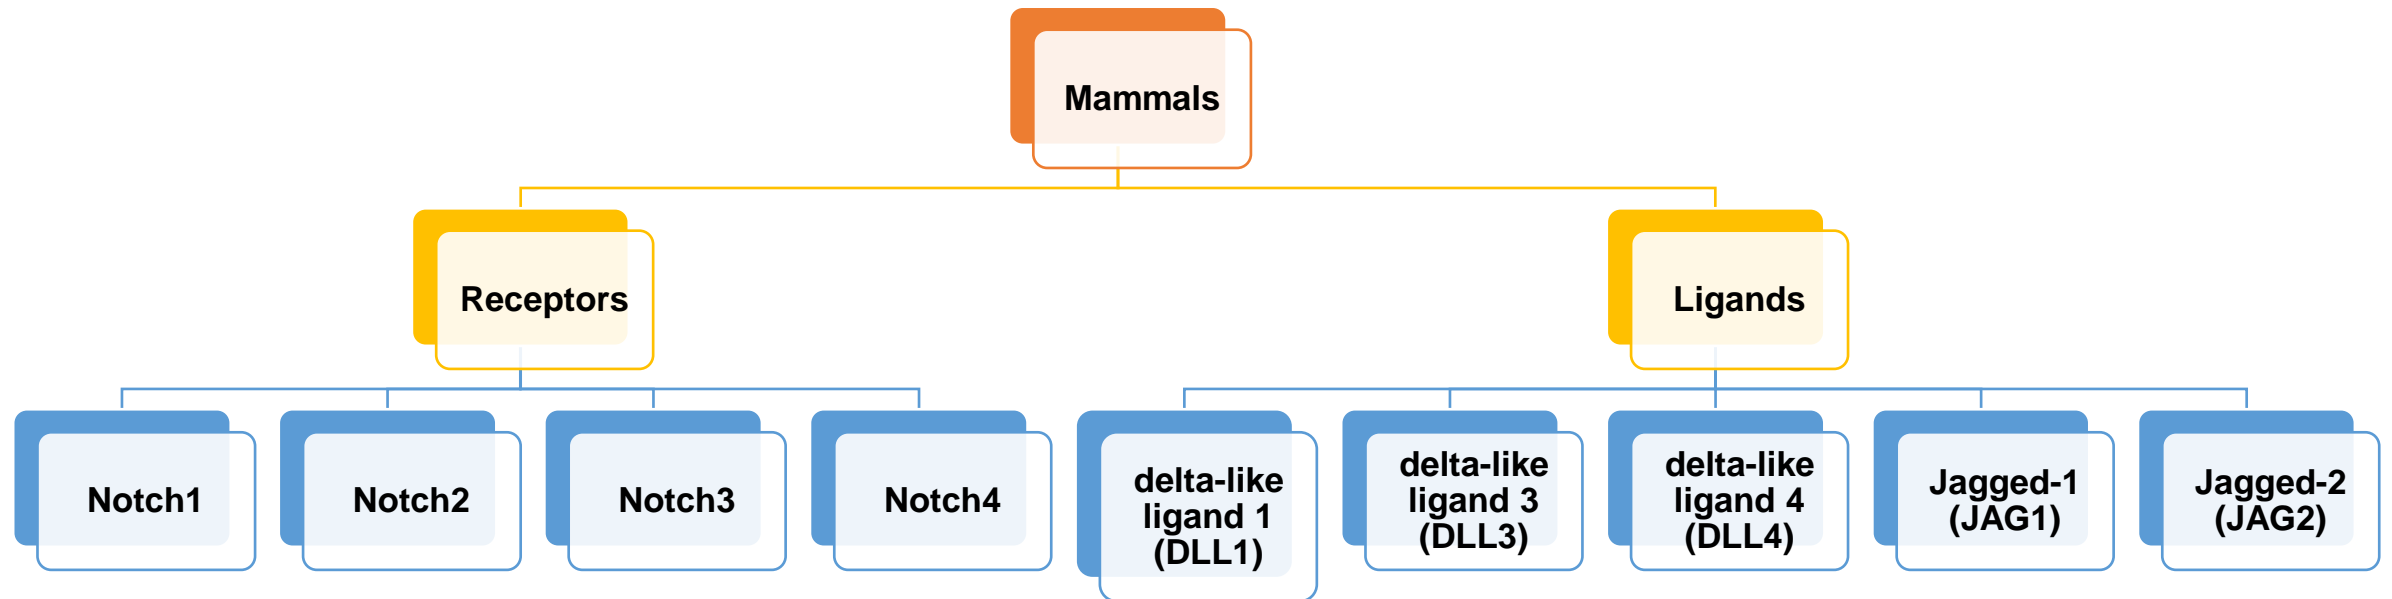 Mammals
Receptors
Ligands
Notch1
Notch2
Notch3
Notch4
delta-like
ligand 1
(DLL1)
delta-like
ligand 3
(DLL3)
delta-like
ligand 4
(DLL4)
Jagged-1
(JAG1)
Jagged-2
(JAG2)